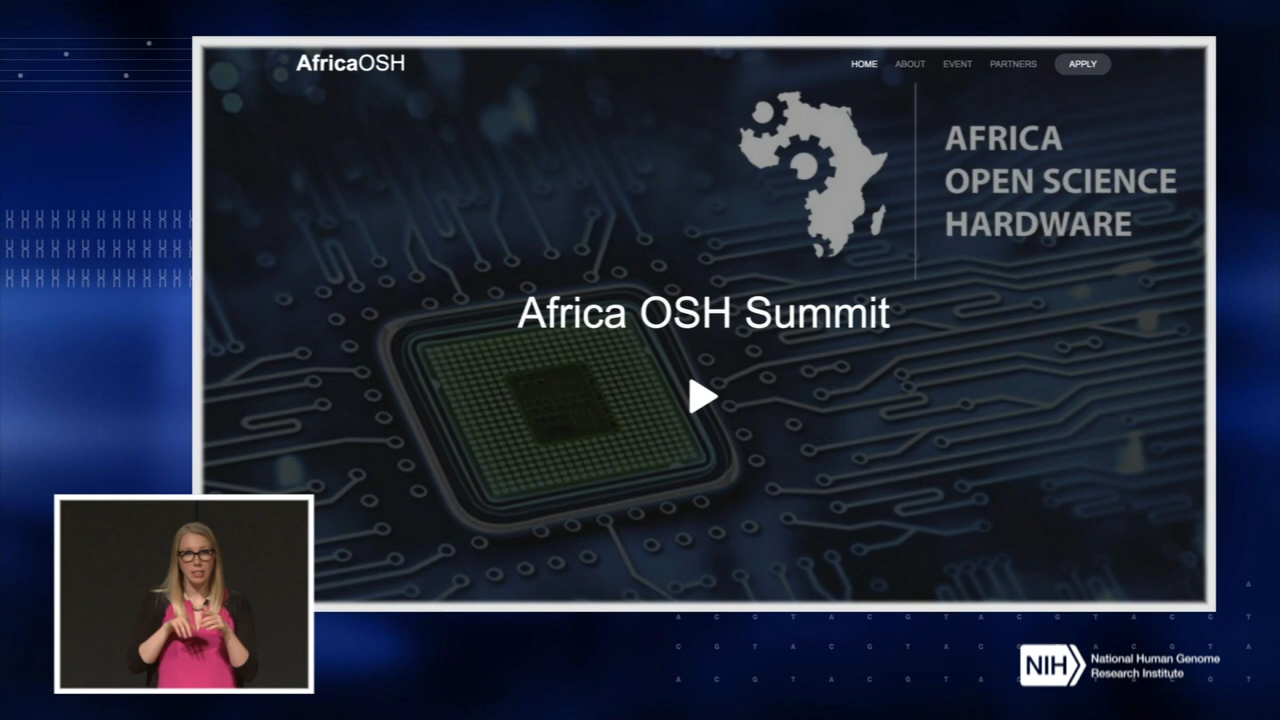 AfricaOSH
HOME ABOUT EVENT PARTNERS APPLY
AFRICA
OPEN SCIENCE
HARDWARE
Africa OSH Summit
A
A C G T A C G T A C G T A C G T
C G T A C G T A C A C G T A
NIH National Human Genome
Research Institute
A C G T A C G T A C G T